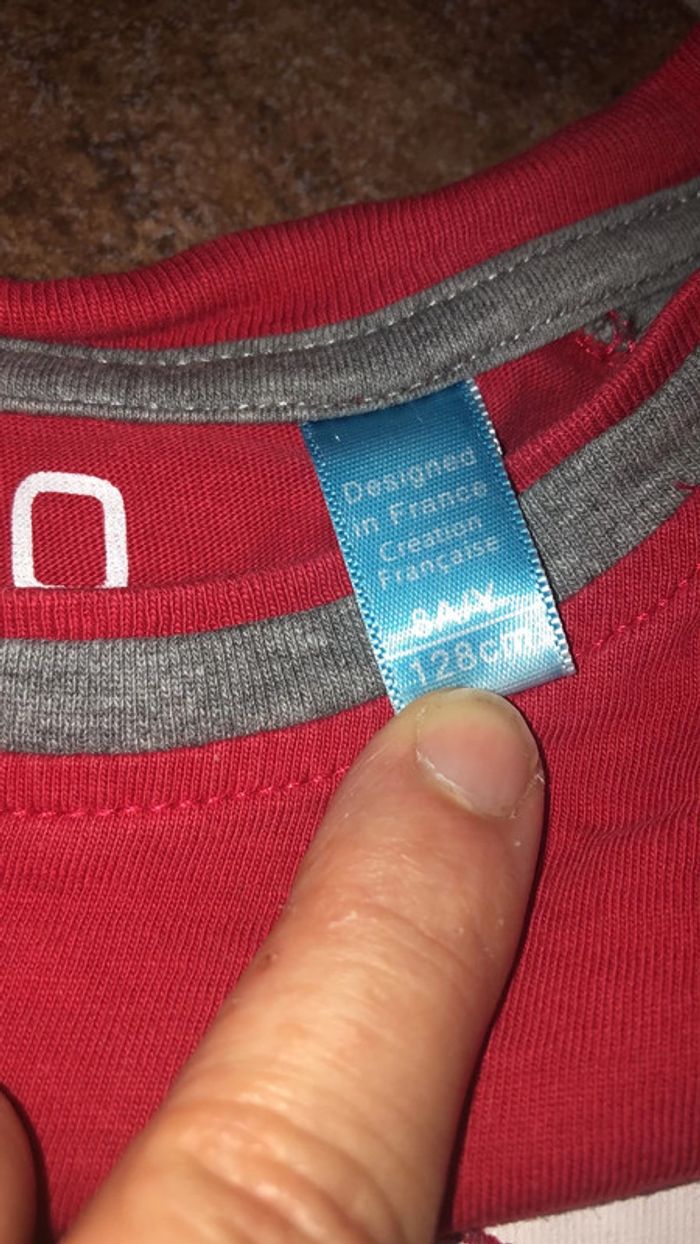 Designed
in France
Création
Française
8A/Y
128cm